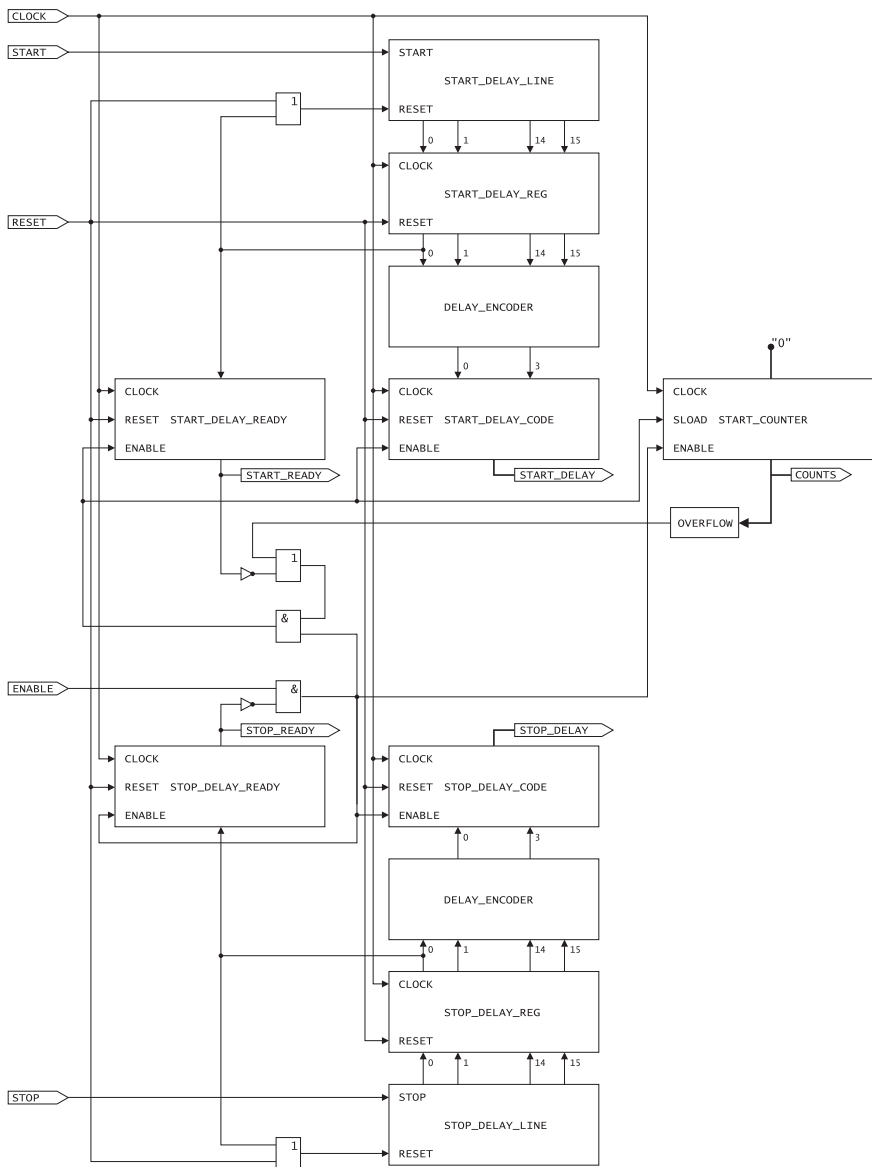 CLOCK
START
START
START_DELAY_LINE
1
RESET
0 1 14 15
CLOCK
START_DELAY_REG
RESET
RESET
0 1 14 15
DELAY_ENCODER
"0"
0 3
CLOCK
CLOCK
CLOCK
RESET START_DELAY_READY
RESET START_DELAY_CODE
SLOAD START_COUNTER
ENABLE
ENABLE
ENABLE
START_READY
START_DELAY
COUNTS
OVERFLOW
1
&
ENABLE
&
STOP_READY
STOP_DELAY
CLOCK
CLOCK
RESET STOP_DELAY_READY
RESET STOP_DELAY_CODE
ENABLE
ENABLE
0 3
DELAY_ENCODER
0 1 14 15
CLOCK
STOP_DELAY_REG
RESET
0 1 14 15
STOP
STOP
STOP_DELAY_LINE
1
RESET